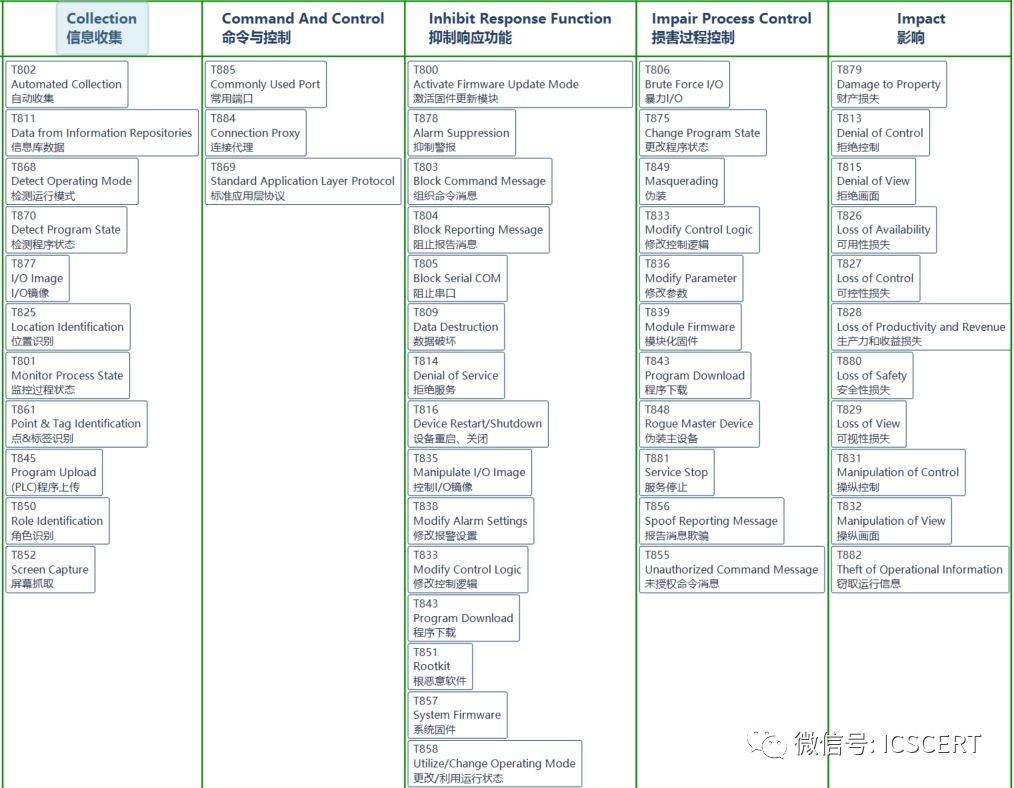 Collection
信息收集
T802
Automated Collection
自动收集
T811
Data from Information Repositories
信息库数据
T868
Detect Operating Mode
检测运行模式
T870
Detect Program State
检测程序状态
T877
I/O Image
I/O镜像
T825
Location Identification
位置识别
T801
Monitor Process State
监控过程状态
T861
Point & Tag Identification
点&标签识别
T845
Program Upload
(PLC)程序上传
T850
Role Identification
角色识别
T852
Screen Capture
屏幕抓取
Command And Control
命令与控制
T885
Commonly Used Port
常用端口
T884
Connection Proxy
连接代理
T869
Standard Application Layer Protocol
标准应用层协议
Inhibit Response Function
抑制响应功能
T800
Activate Firmware Update Mode
激活固件更新模块
T878
Alarm Suppression
抑制警报
T803
Block Command Message
组织命令消息
T804
Block Reporting Message
阻止报告消息
T805
Block Serial COM
阻止串口
T809
Data Destruction
数据破坏
T814
Denial of Service
拒绝服务
T816
Device Restart/Shutdown
设备重启、关闭
T835
Manipulate I/O Image
控制I/O镜像
T838
Modify Alarm Settings
修改报警设置
T833
Modify Control Logic
修改控制逻辑
T843
Program Download
程序下载
T851
Rootkit
根恶意软件
T857
System Firmware
系统固件
T858
Utilize/Change Operating Mode
更改/利用运行状态
Impair Process Control
损害过程控制
T806
Brute Force I/O
暴力I/O
T875
Change Program State
更改程序状态
T849
Masquerading
伪装
T833
Modify Control Logic
修改控制逻辑
T836
Modify Parameter
修改参数
T839
Module Firmware
模块化固件
T843
Program Download
程序下载
T848
Rogue Master Device
伪装主设备
T881
Service Stop
服务停止
T856
Spoof Reporting Message
报告消息欺骗
T855
Unauthorized Command Message
未授权命令消息
Impact
影响
T879
Damage to Property
财产损失
T813
Denial of Control
拒绝控制
T815
Denial of View
拒绝画面
T826
Loss of Availability
可用性损失
T827
Loss of Control
可控性损失
T828
Loss of Productivity and Revenue
生产力和收益损失
T880
Loss of Safety
安全性损失
T829
Loss of View
可视性损失
T831
Manipulation of Control
操纵控制
T832
Manipulation of View
操纵画面
T882
Theft of Operational Information
窃取运行信息
微信号: ICSCERT